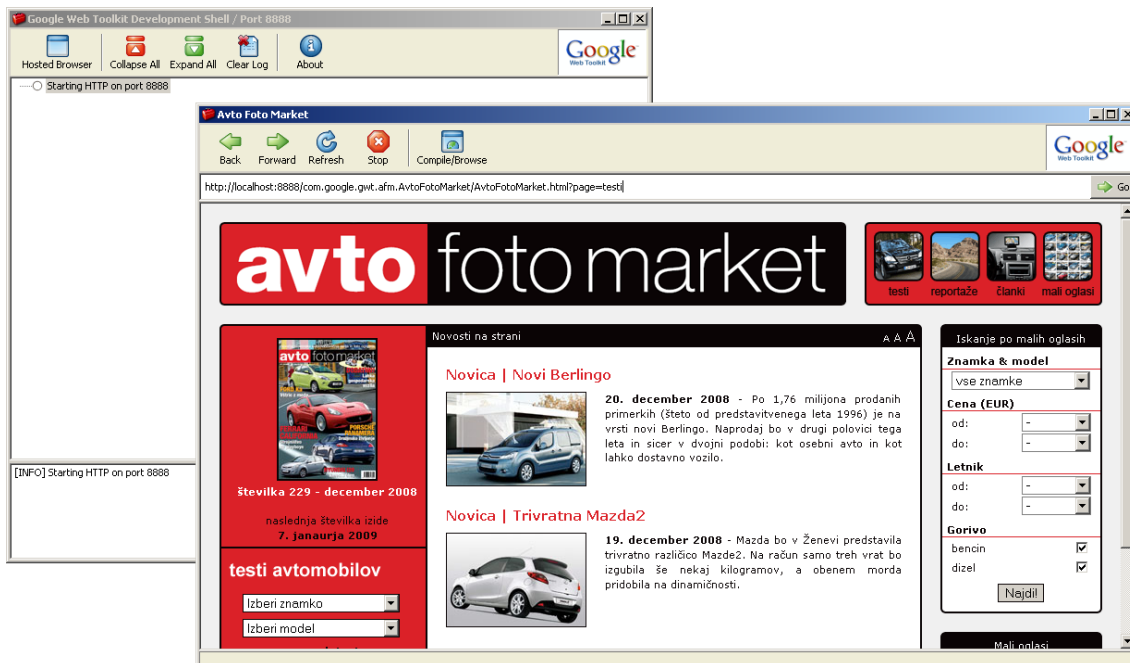 Google Web Toolkit Development Shell / Port 8888
Hosted Browser
Collapse All
Expand All
Clear Log
About
Google
Web Toolkit
Starting HTTP on port 8888
[INFO] Starting HTTP on port 8888
Avto Foto Market
Back
Forward
Refresh
Stop
Compile/Browse
Google
Web Toolkit
http://localhost:8888/com.google.gwt.afm.AvtoFotoMarket/AvtoFotoMarket.html?page=testi
Go
avto foto market
testi
reportaže
članki
mali oglasi
avto foto market
PORSCHE
PANAMERA
številka 229 - december 2008
naslednja številka izide
7. janaurja 2009
testi avtomobilov
Izberi znamko
Izberi model
Novosti na strani
A A A
Novica | Novi Berlingo
20. december 2008 - Po 1,76 milijona prodanih
primerkih (šteto od predstavitvenega leta 1996) je na
vrsti novi Berlingo. Naprodaj bo v drugi polovici tega
leta in sicer v dvojni podobi: kot osebni avto in kot
lahko dostavno vozilo.
Novica | Trivratna Mazda2
19. december 2008 - Mazda bo v Ženevi predstavila
trivratno različico Mazde2. Na račun samo treh vrat bo
izgubila še nekaj kilogramov, a obenem morda
pridobila na dinamičnosti.
Iskanje po malih oglasih
Znamka & model
vse znamke
Cena (EUR)
od: -
do: -
Letnik
od: -
do: -
Gorivo
bencin
dizel
Najdi!
Mali oglasi